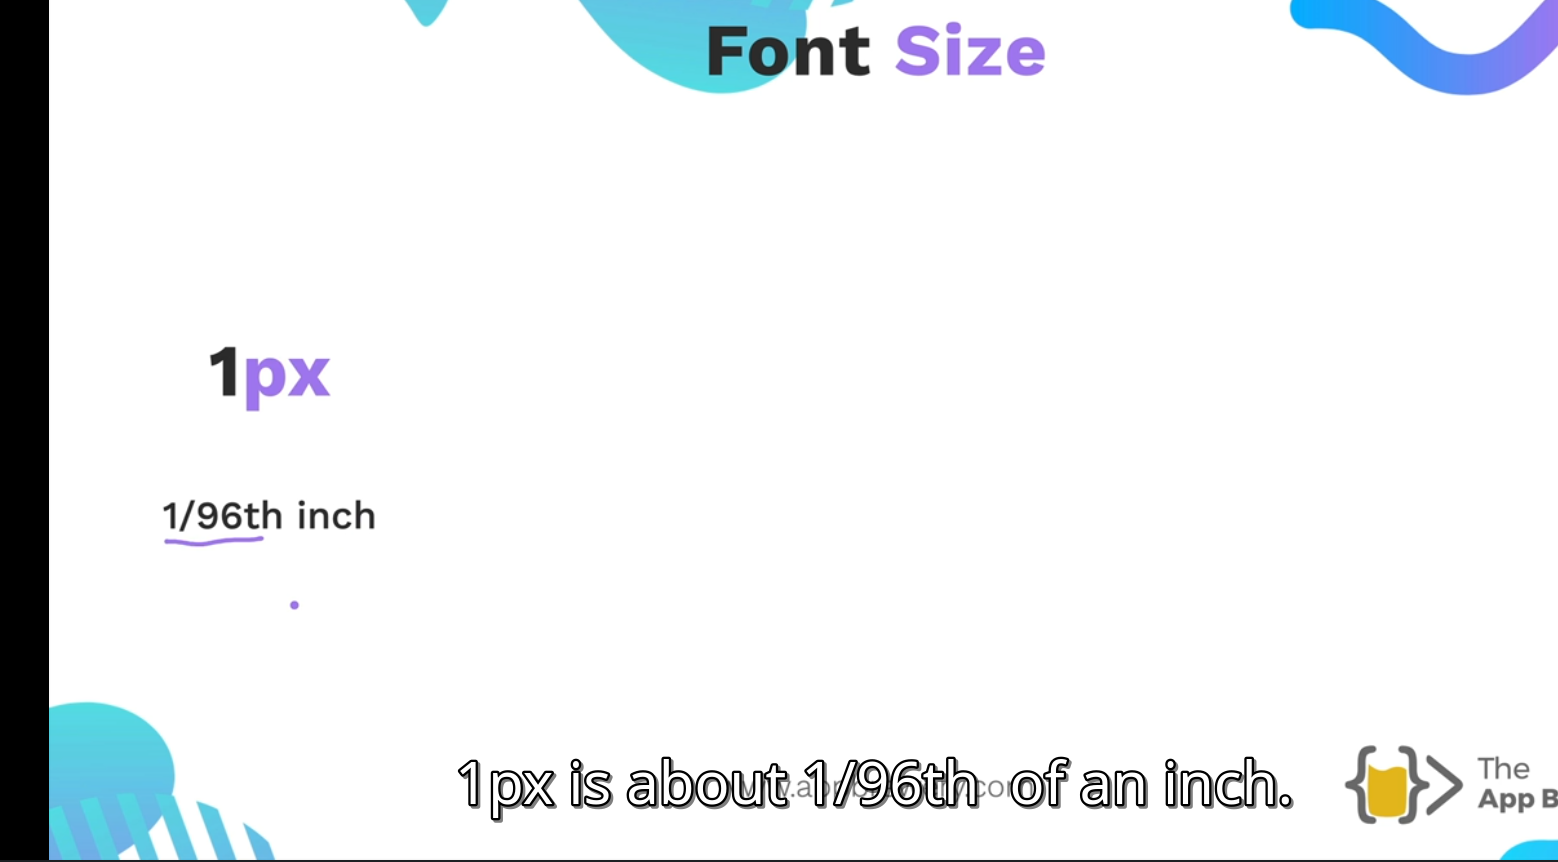 Font Size
1px
1/96th inch
1px is about 1/96th of an inch.
The
App B